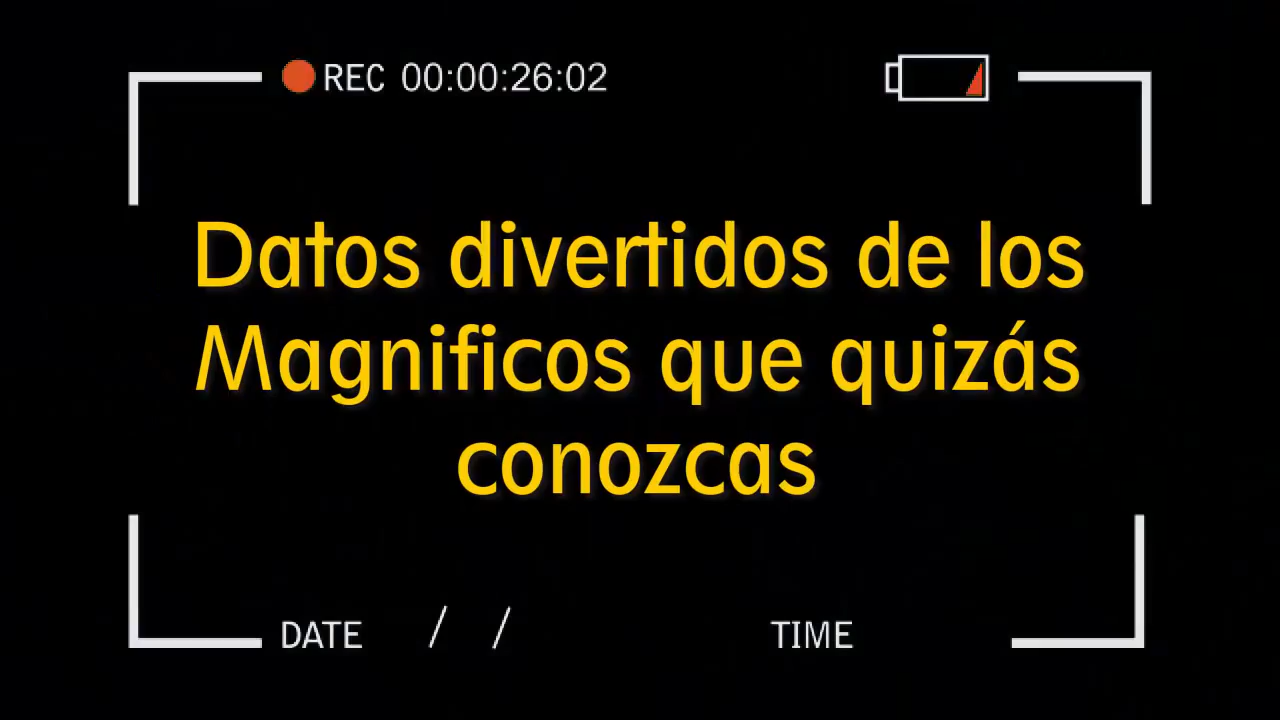 REC 00:00:26:02
Datos divertidos de los
Magnificos que quizás
conozcas
DATE / / TIME